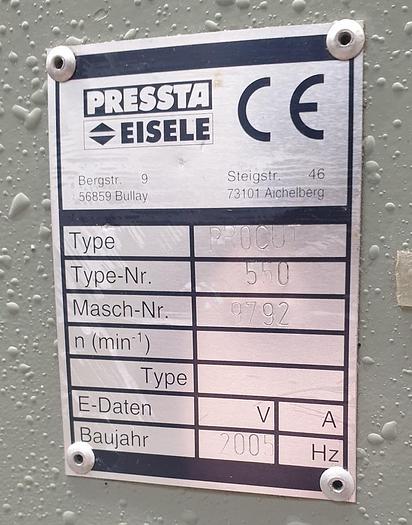 PRESSTA
EISELE
CE
Bergstr. 9 Steigstr. 46
56859 Bullay 73101 Aichelberg
Type PROCUT
Type-Nr. 550
Masch-Nr. 9792
n (min⁻¹)
Type
E-Daten V A
Baujahr 2005 Hz